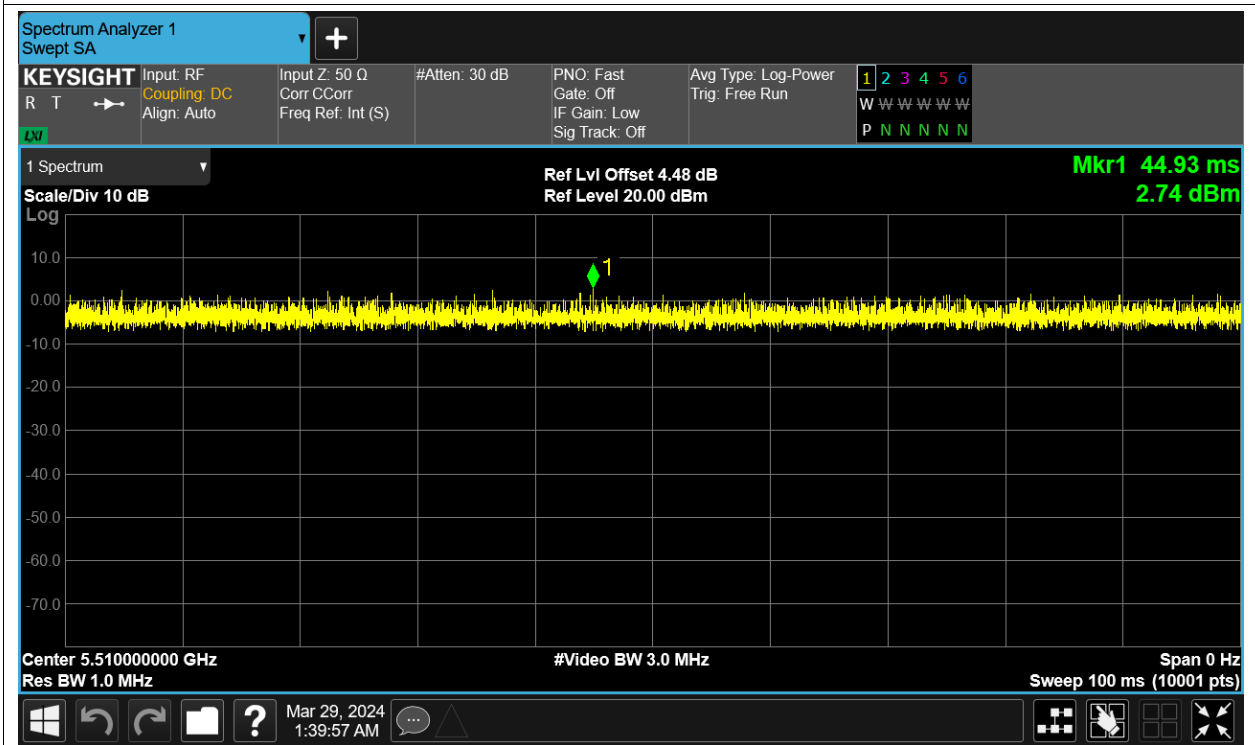 Spectrum Analyzer 1
Swept SA
+
KEYSIGHT
R T
LXI
Input: RF
Coupling: DC
Align: Auto
Input Z: 50 Ω
Corr CCorr
Freq Ref: Int (S)
#Atten: 30 dB
PNO: Fast
Gate: Off
IF Gain: Low
Sig Track: Off
Avg Type: Log-Power
Trig: Free Run
1 2 3 4 5 6
W W W W W W
P N N N N N
1 Spectrum
Scale/Div 10 dB
Ref Lvl Offset 4.48 dB
Ref Level 20.00 dBm
Mkr1 44.93 ms
2.74 dBm
Log
10.0
1
0.00
-10.0
-20.0
-30.0
-40.0
-50.0
-60.0
-70.0
Center 5.510000000 GHz
Res BW 1.0 MHz
#Video BW 3.0 MHz
Span 0 Hz
Sweep 100 ms (10001 pts)
?
Mar 29, 2024
1:39:57 AM